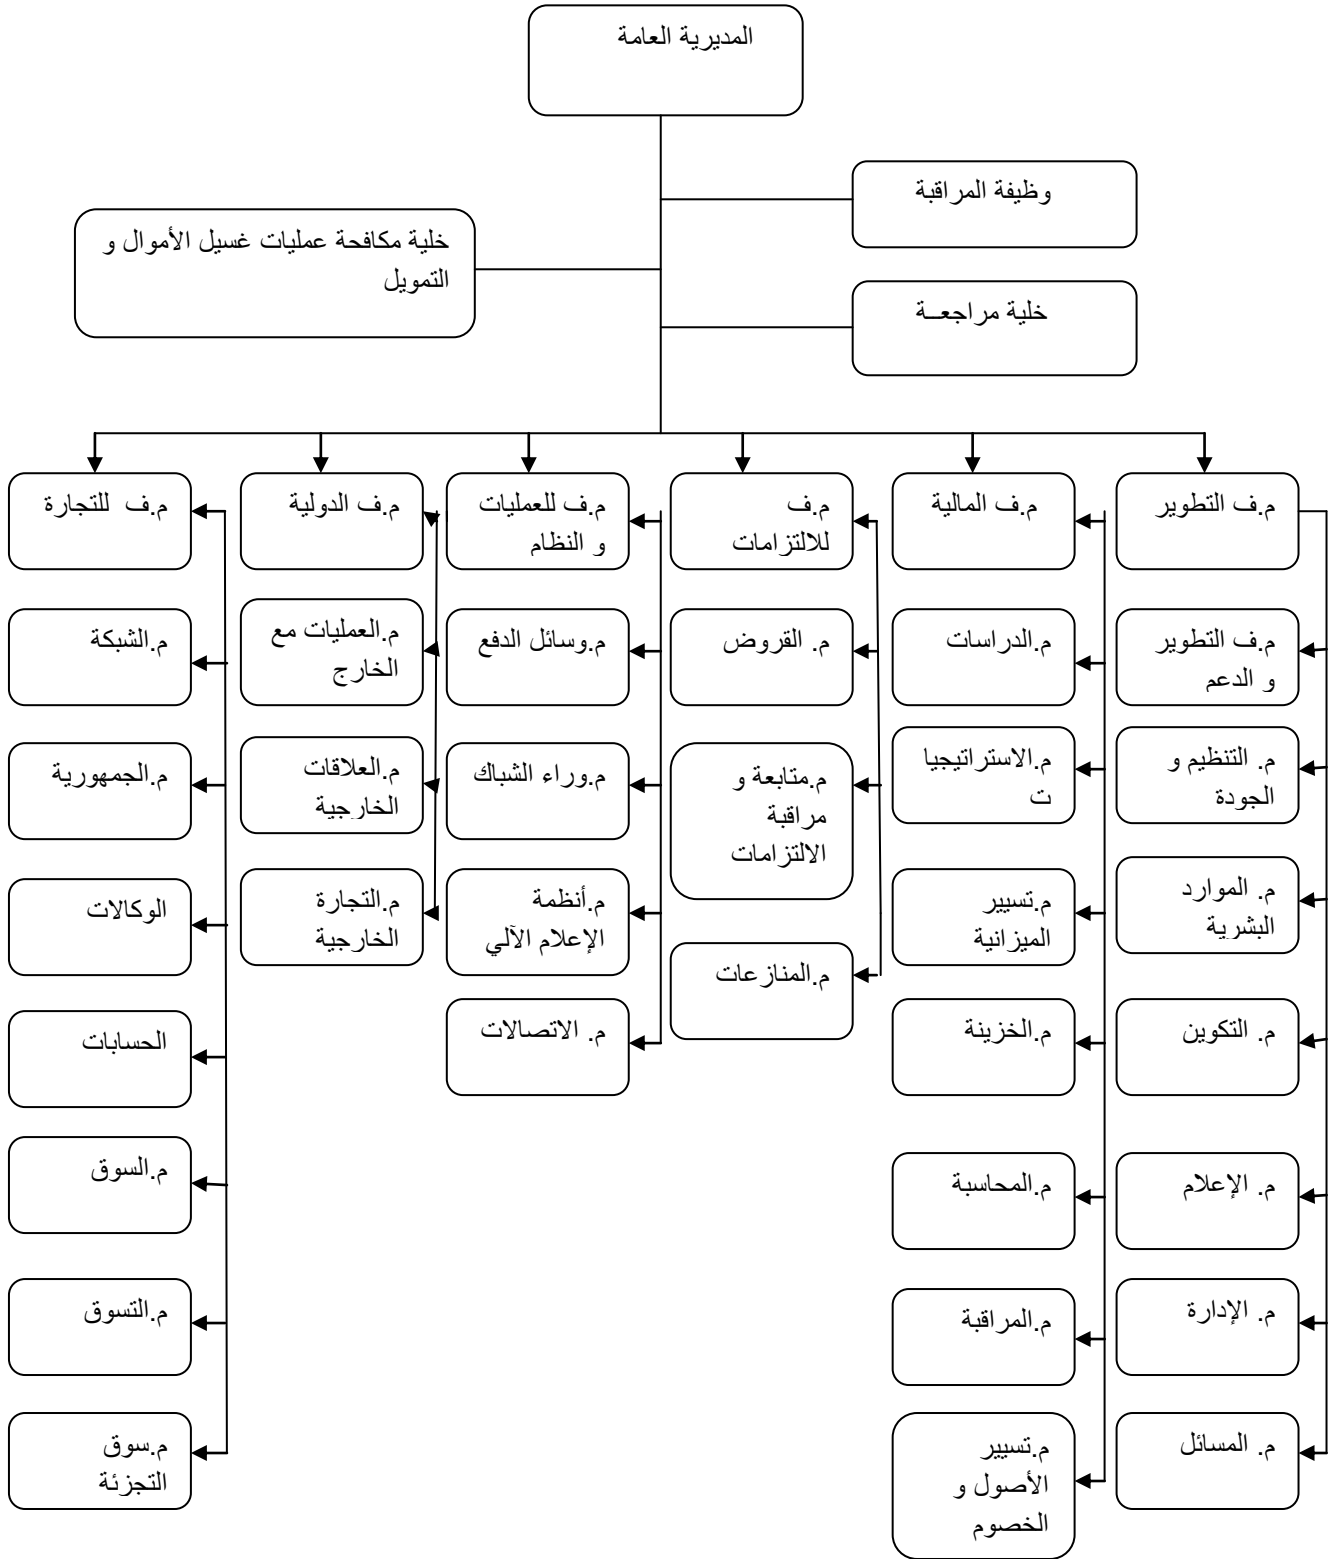 المديرية العامة
وظيفة المراقبة
خلية مكافحة عمليات غسيل الأموال و
التمويل
خلية مراجعــة
م.ف التطوير
م.ف المالية
م.ف
للالتزامات
م.ف للعمليات
و النظام
م.ف الدولية
م.ف للتجارة
م.ف التطوير
و الدعم
م.الدراسات
م. القروض
م.وسائل الدفع
م.العمليات مع
الخارج
م.الشبكة
م. التنظيم و
الجودة
م.الاستراتيجيا
ت
م.متابعة و
مراقبة
الالتزامات
م.وراء الشباك
م.العلاقات
الخارجية
م.الجمهورية
م. الموارد
البشرية
م.تسيير
الميزانية
م.المنازعات
م.أنظمة
الإعلام الآلي
م.التجارة
الخارجية
الوكالات
م. التكوين
م.الخزينة
م. الاتصالات
الحسابات
م. الإعلام
م.المحاسبة
م.السوق
م. الإدارة
م.المراقبة
م.التسوق
م. المسائل
م.تسيير
الأصول و
الخصوم
م.سوق
التجزئة